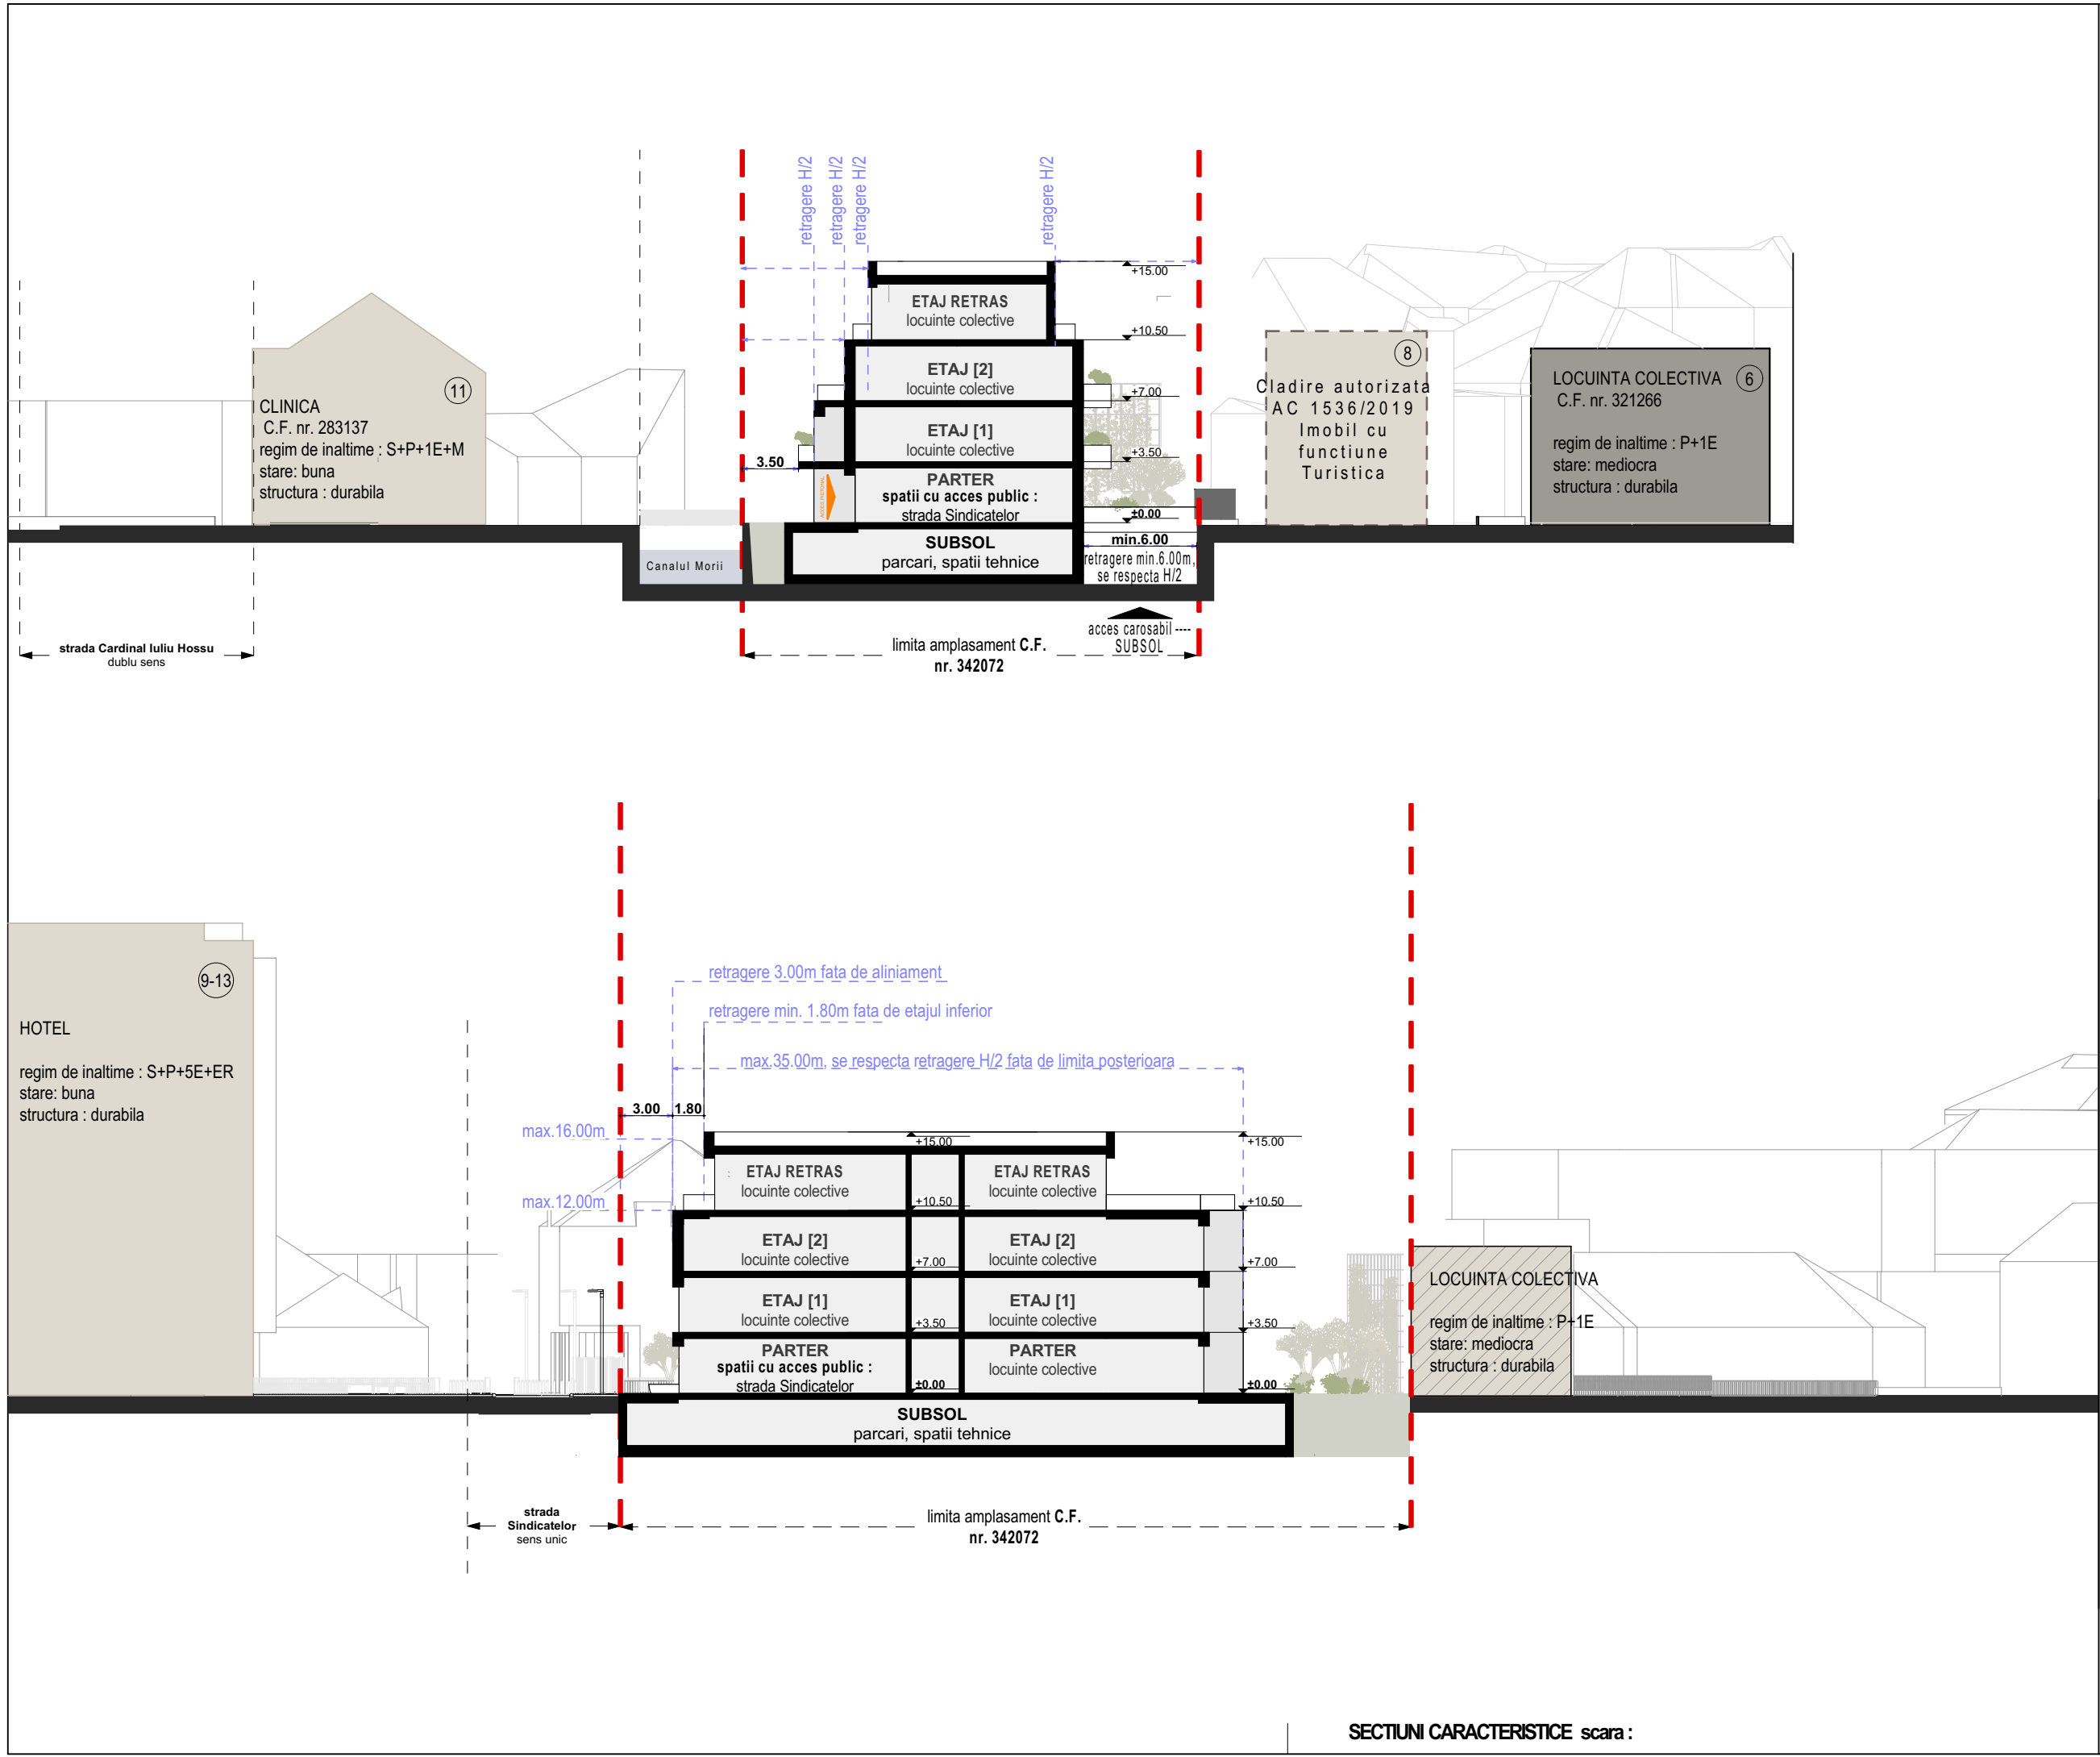 retragere H/2
retragere H/2
retragere H/2
retragere H/2
+15.00
ETAJ RETRAS
locuinte colective
+10.50
ETAJ [2]
locuinte colective
+7.00
ETAJ [1]
locuinte colective
+3.50
3.50
PARTER
spatii cu acces public :
strada Sindicatelor
±0.00
SUBSOL
parcari, spatii tehnice
min.6.00
retragere min.6.00m,
se respecta H/2
Canalul Morii
acces carosabil ----
SUBSOL
limita amplasament C.F.
nr. 342072
strada Cardinal Iuliu Hossu
dublu sens
11
CLINICA
C.F. nr. 283137
regim de inaltime : S+P+1E+M
stare: buna
structura : durabila
8
Cladire autorizata
AC 1536/2019
Imobil cu
functiune
Turistica
LOCUINTA COLECTIVA
6
C.F. nr. 321266
regim de inaltime : P+1E
stare: mediocra
structura : durabila
9-13
HOTEL
regim de inaltime : S+P+5E+ER
stare: buna
structura : durabila
retragere 3.00m fata de aliniament
retragere min. 1.80m fata de etajul inferior
max.35.00m, se respecta retragere H/2 fata de limita posterioara
3.00
1.80
max.16.00m
max.12.00m
+15.00
+15.00
ETAJ RETRAS
locuinte colective
ETAJ RETRAS
locuinte colective
+10.50
+10.50
ETAJ [2]
locuinte colective
ETAJ [2]
locuinte colective
+7.00
+7.00
ETAJ [1]
locuinte colective
ETAJ [1]
locuinte colective
+3.50
+3.50
PARTER
spatii cu acces public :
strada Sindicatelor
PARTER
locuinte colective
±0.00
±0.00
SUBSOL
parcari, spatii tehnice
LOCUINTA COLECTIVA
regim de inaltime : P+1E
stare: mediocra
structura : durabila
strada
Sindicatelor
sens unic
limita amplasament C.F.
nr. 342072
SECTIUNI CARACTERISTICE scara :